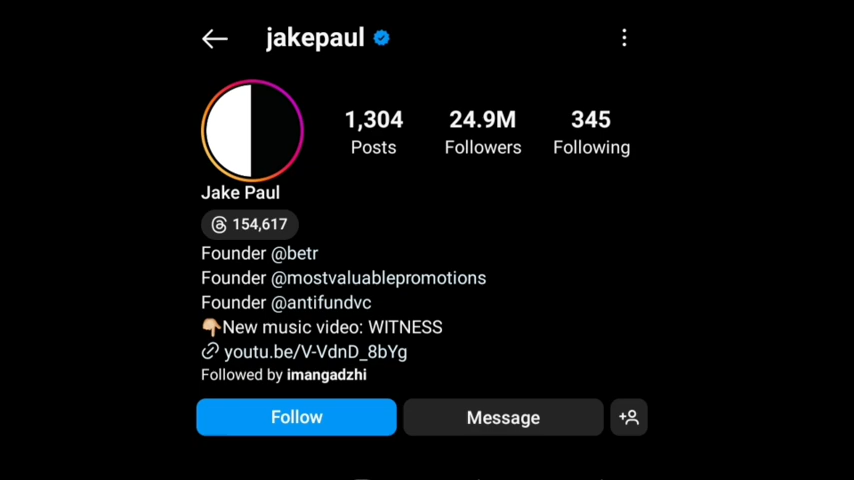 jakepaul
1,304 24.9M 345
Posts Followers Following
Jake Paul
154,617
Founder @betr
Founder @mostvaluablepromotions
Founder @antifundvc
👇🏼New music video: WITNESS
youtu.be/V-VdnD_8bYg
Followed by imangadzhi
Follow Message